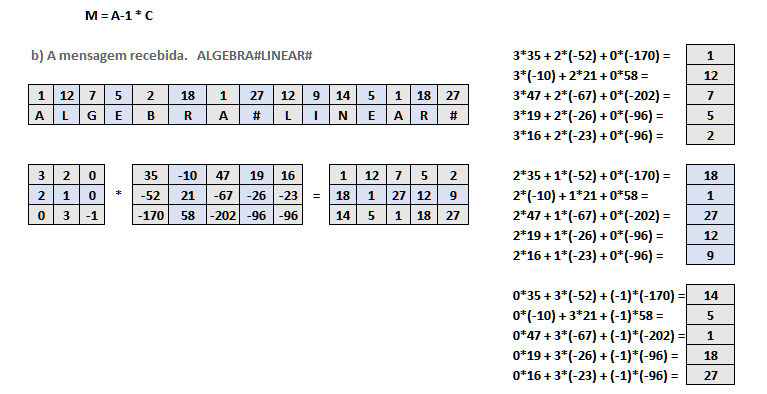 M = A-1 * C
b) A mensagem recebida. ALGEBRA#LINEAR#
1 12 7 5 2 18 1 27 12 9 14 5 1 18 27
A L G E B R A # L I N E A R #
3 2 0 35 -10 47 19 16 1 12 7 5 2
2 1 0 * -52 21 -67 -26 -23 = 18 1 27 12 9
0 3 -1 -170 58 -202 -96 -96 14 5 1 18 27
3*35 + 2*(-52) + 0*(-170) = 1
3*(-10) + 2*21 + 0*58 = 12
3*47 + 2*(-67) + 0*(-202) = 7
3*19 + 2*(-26) + 0*(-96) = 5
3*16 + 2*(-23) + 0*(-96) = 2
2*35 + 1*(-52) + 0*(-170) = 18
2*(-10) + 1*21 + 0*58 = 1
2*47 + 1*(-67) + 0*(-202) = 27
2*19 + 1*(-26) + 0*(-96) = 12
2*16 + 1*(-23) + 0*(-96) = 9
0*35 + 3*(-52) + (-1)*(-170) = 14
0*(-10) + 3*21 + (-1)*58 = 5
0*47 + 3*(-67) + (-1)*(-202) = 1
0*19 + 3*(-26) + (-1)*(-96) = 18
0*16 + 3*(-23) + (-1)*(-96) = 27